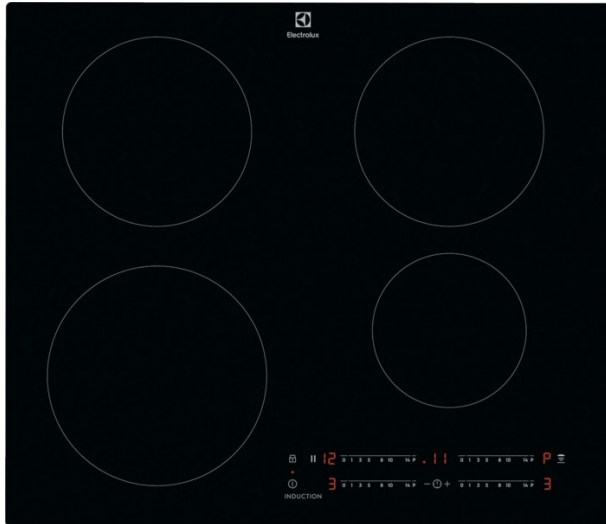 Electrolux
12 0 1 3 5 8 10 14 P .11 0 1 3 5 8 10 14 P P
3 0 1 3 5 8 10 14 P − + 0 1 3 5 8 10 14 P 3
INDUCTION